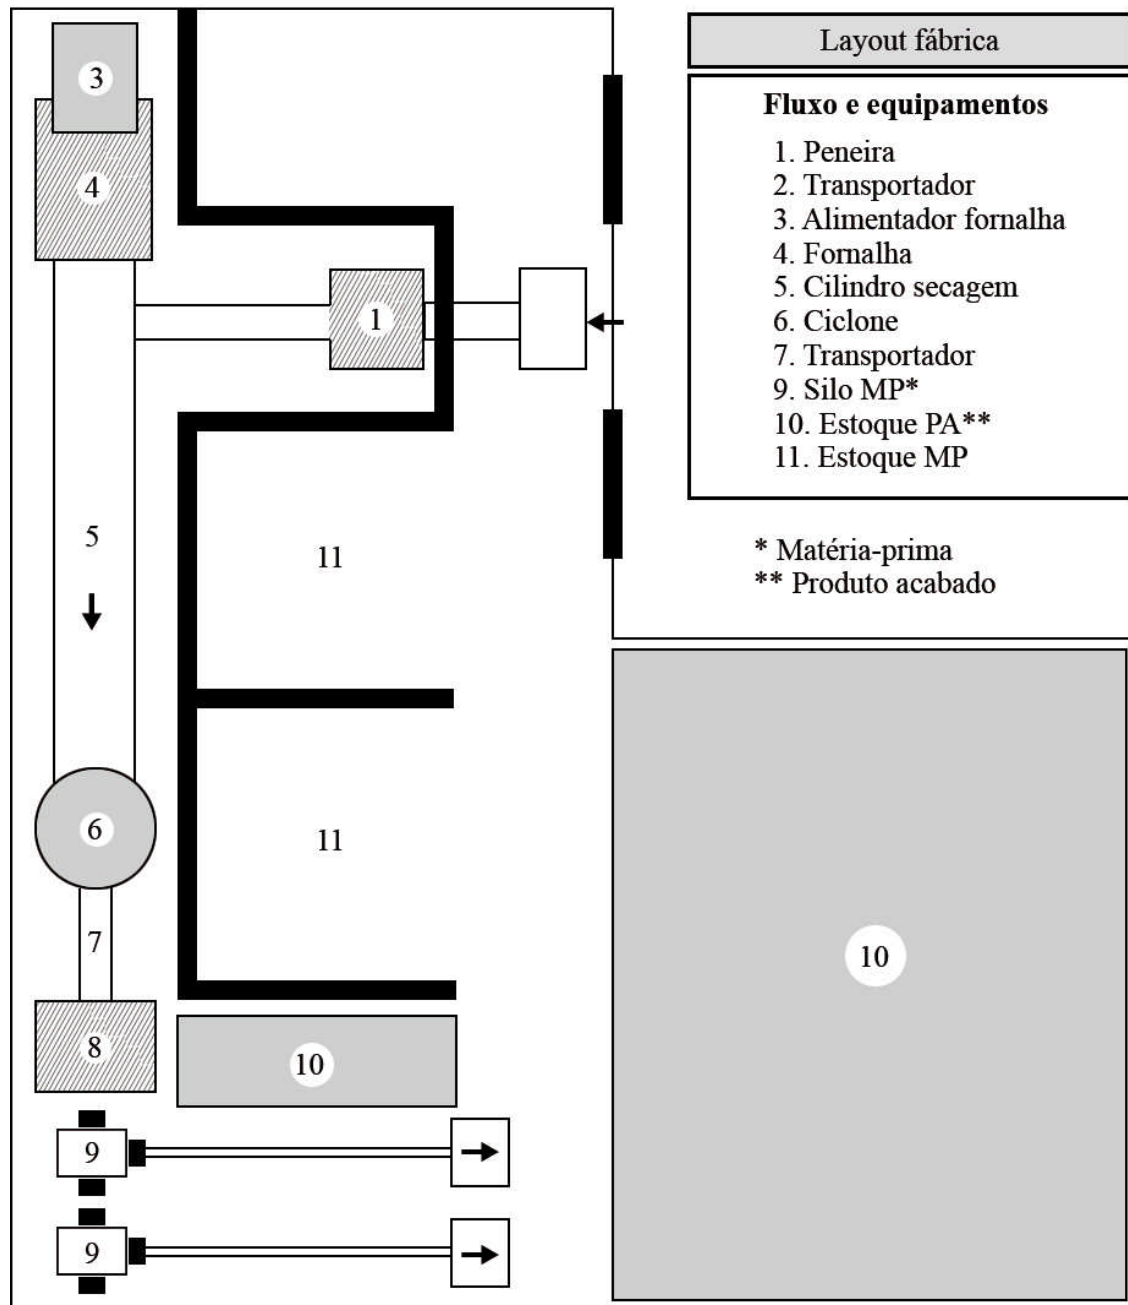 Layout fábrica
Fluxo e equipamentos
1. Peneira
2. Transportador
3. Alimentador fornalha
4. Fornalha
5. Cilindro secagem
6. Ciclone
7. Transportador
9. Silo MP*
10. Estoque PA**
11. Estoque MP
* Matéria-prima
** Produto acabado
3
4
1
5
11
6
11
7
8
10
10
9
9